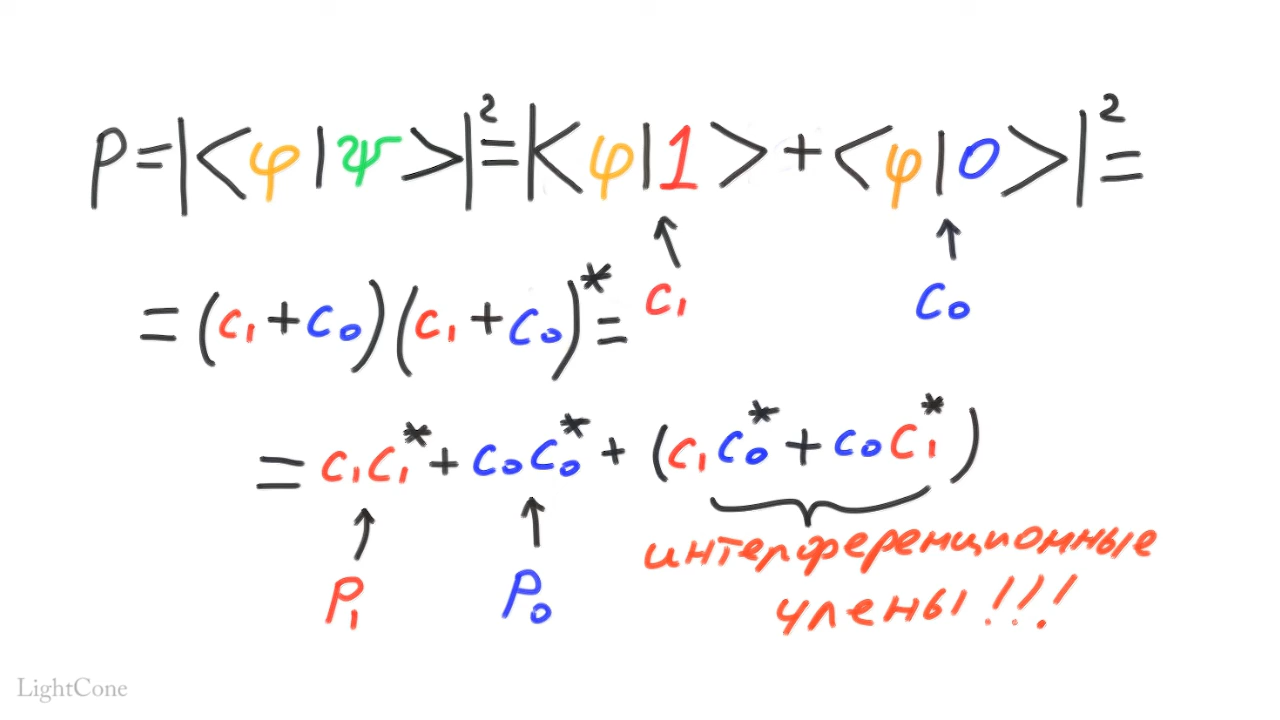 P=|<φ|ψ>|²=|<φ|1>+<φ|0>|²=
c₁ c₀
=(c₁+c₀)(c₁+c₀)*=
=c₁c₁*+c₀c₀*+(c₁c₀*+c₀c₁*)
P₁ P₀ интерференционные
члены!!!
LightCone